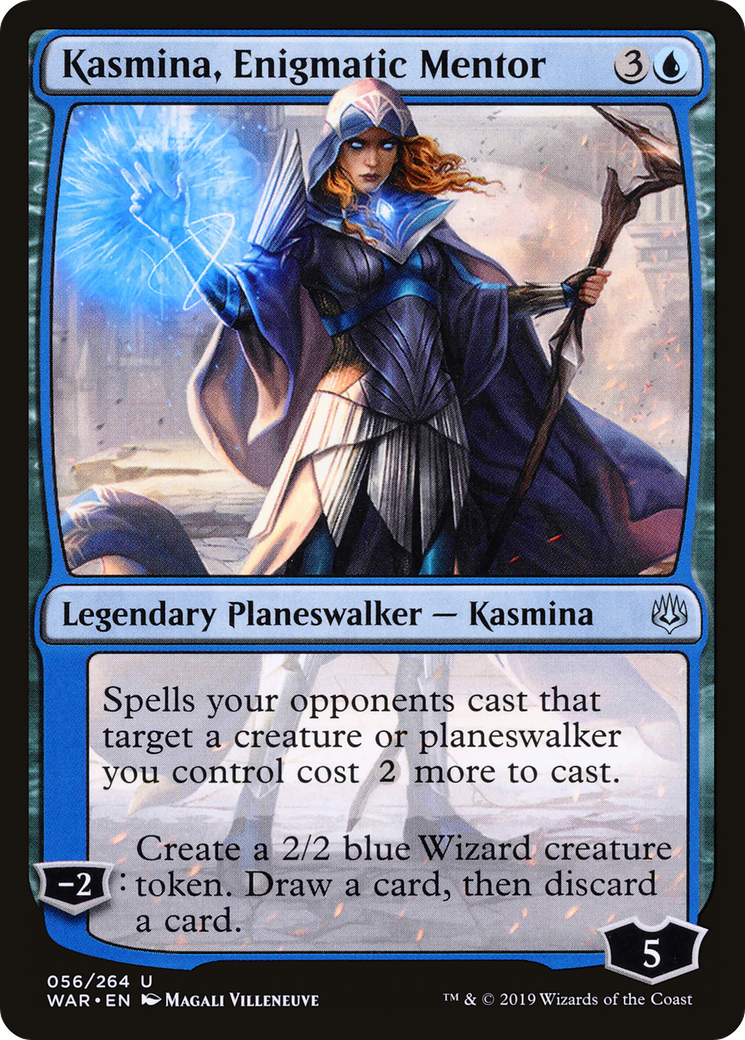 Kasmina, Enigmatic Mentor 3
Legendary Planeswalker — Kasmina
Spells your opponents cast that
target a creature or planeswalker
you control cost 2 more to cast.
−2: Create a 2/2 blue Wizard creature
token. Draw a card, then discard
a card.
5
056/264 U
WAR • EN Magali Villeneuve
™ & © 2019 Wizards of the Coast